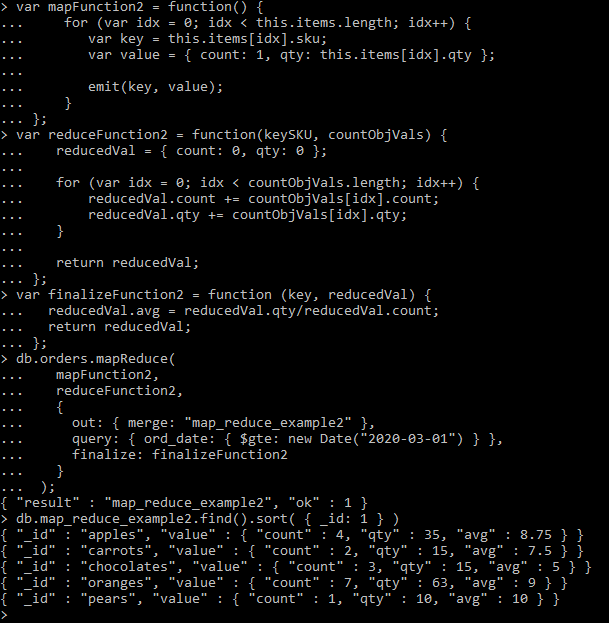 > var mapFunction2 = function() {
...     for (var idx = 0; idx < this.items.length; idx++) {
...        var key = this.items[idx].sku;
...        var value = { count: 1, qty: this.items[idx].qty };
...
...        emit(key, value);
...     }
... };
> var reduceFunction2 = function(keySKU, countObjVals) {
...    reducedVal = { count: 0, qty: 0 };
...
...    for (var idx = 0; idx < countObjVals.length; idx++) {
...        reducedVal.count += countObjVals[idx].count;
...        reducedVal.qty += countObjVals[idx].qty;
...    }
...
...    return reducedVal;
... };
> var finalizeFunction2 = function (key, reducedVal) {
...   reducedVal.avg = reducedVal.qty/reducedVal.count;
...   return reducedVal;
... };
> db.orders.mapReduce(
...    mapFunction2,
...    reduceFunction2,
...    {
...      out: { merge: "map_reduce_example2" },
...      query: { ord_date: { $gte: new Date("2020-03-01") } },
...      finalize: finalizeFunction2
...    }
...  );
{ "result" : "map_reduce_example2", "ok" : 1 }
> db.map_reduce_example2.find().sort( { _id: 1 } )
{ "_id" : "apples", "value" : { "count" : 4, "qty" : 35, "avg" : 8.75 } }
{ "_id" : "carrots", "value" : { "count" : 2, "qty" : 15, "avg" : 7.5 } }
{ "_id" : "chocolates", "value" : { "count" : 3, "qty" : 15, "avg" : 5 } }
{ "_id" : "oranges", "value" : { "count" : 7, "qty" : 63, "avg" : 9 } }
{ "_id" : "pears", "value" : { "count" : 1, "qty" : 10, "avg" : 10 } }
>